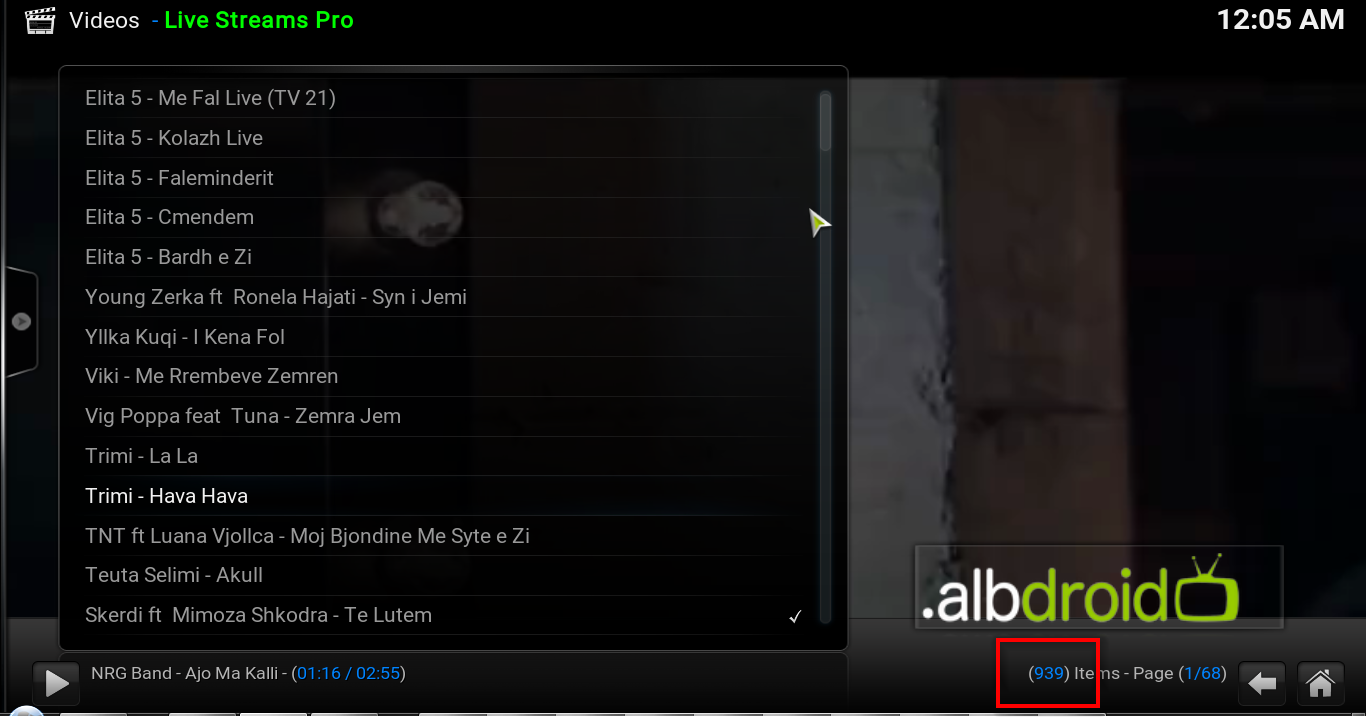 Videos - Live Streams Pro
12:05 AM
Elita 5 - Me Fal Live (TV 21)
Elita 5 - Kolazh Live
Elita 5 - Faleminderit
Elita 5 - Cmendem
Elita 5 - Bardh e Zi
Young Zerka ft  Ronela Hajati - Syn i Jemi
Yllka Kuqi - I Kena Fol
Viki - Me Rrembeve Zemren
Vig Poppa feat  Tuna - Zemra Jem
Trimi - La La
Trimi - Hava Hava
TNT ft Luana Vjollca - Moj Bjondine Me Syte e Zi
Teuta Selimi - Akull
Skerdi ft  Mimoza Shkodra - Te Lutem
.albdroid
NRG Band - Ajo Ma Kalli - (01:16 / 02:55)
(939) Items - Page (1/68)